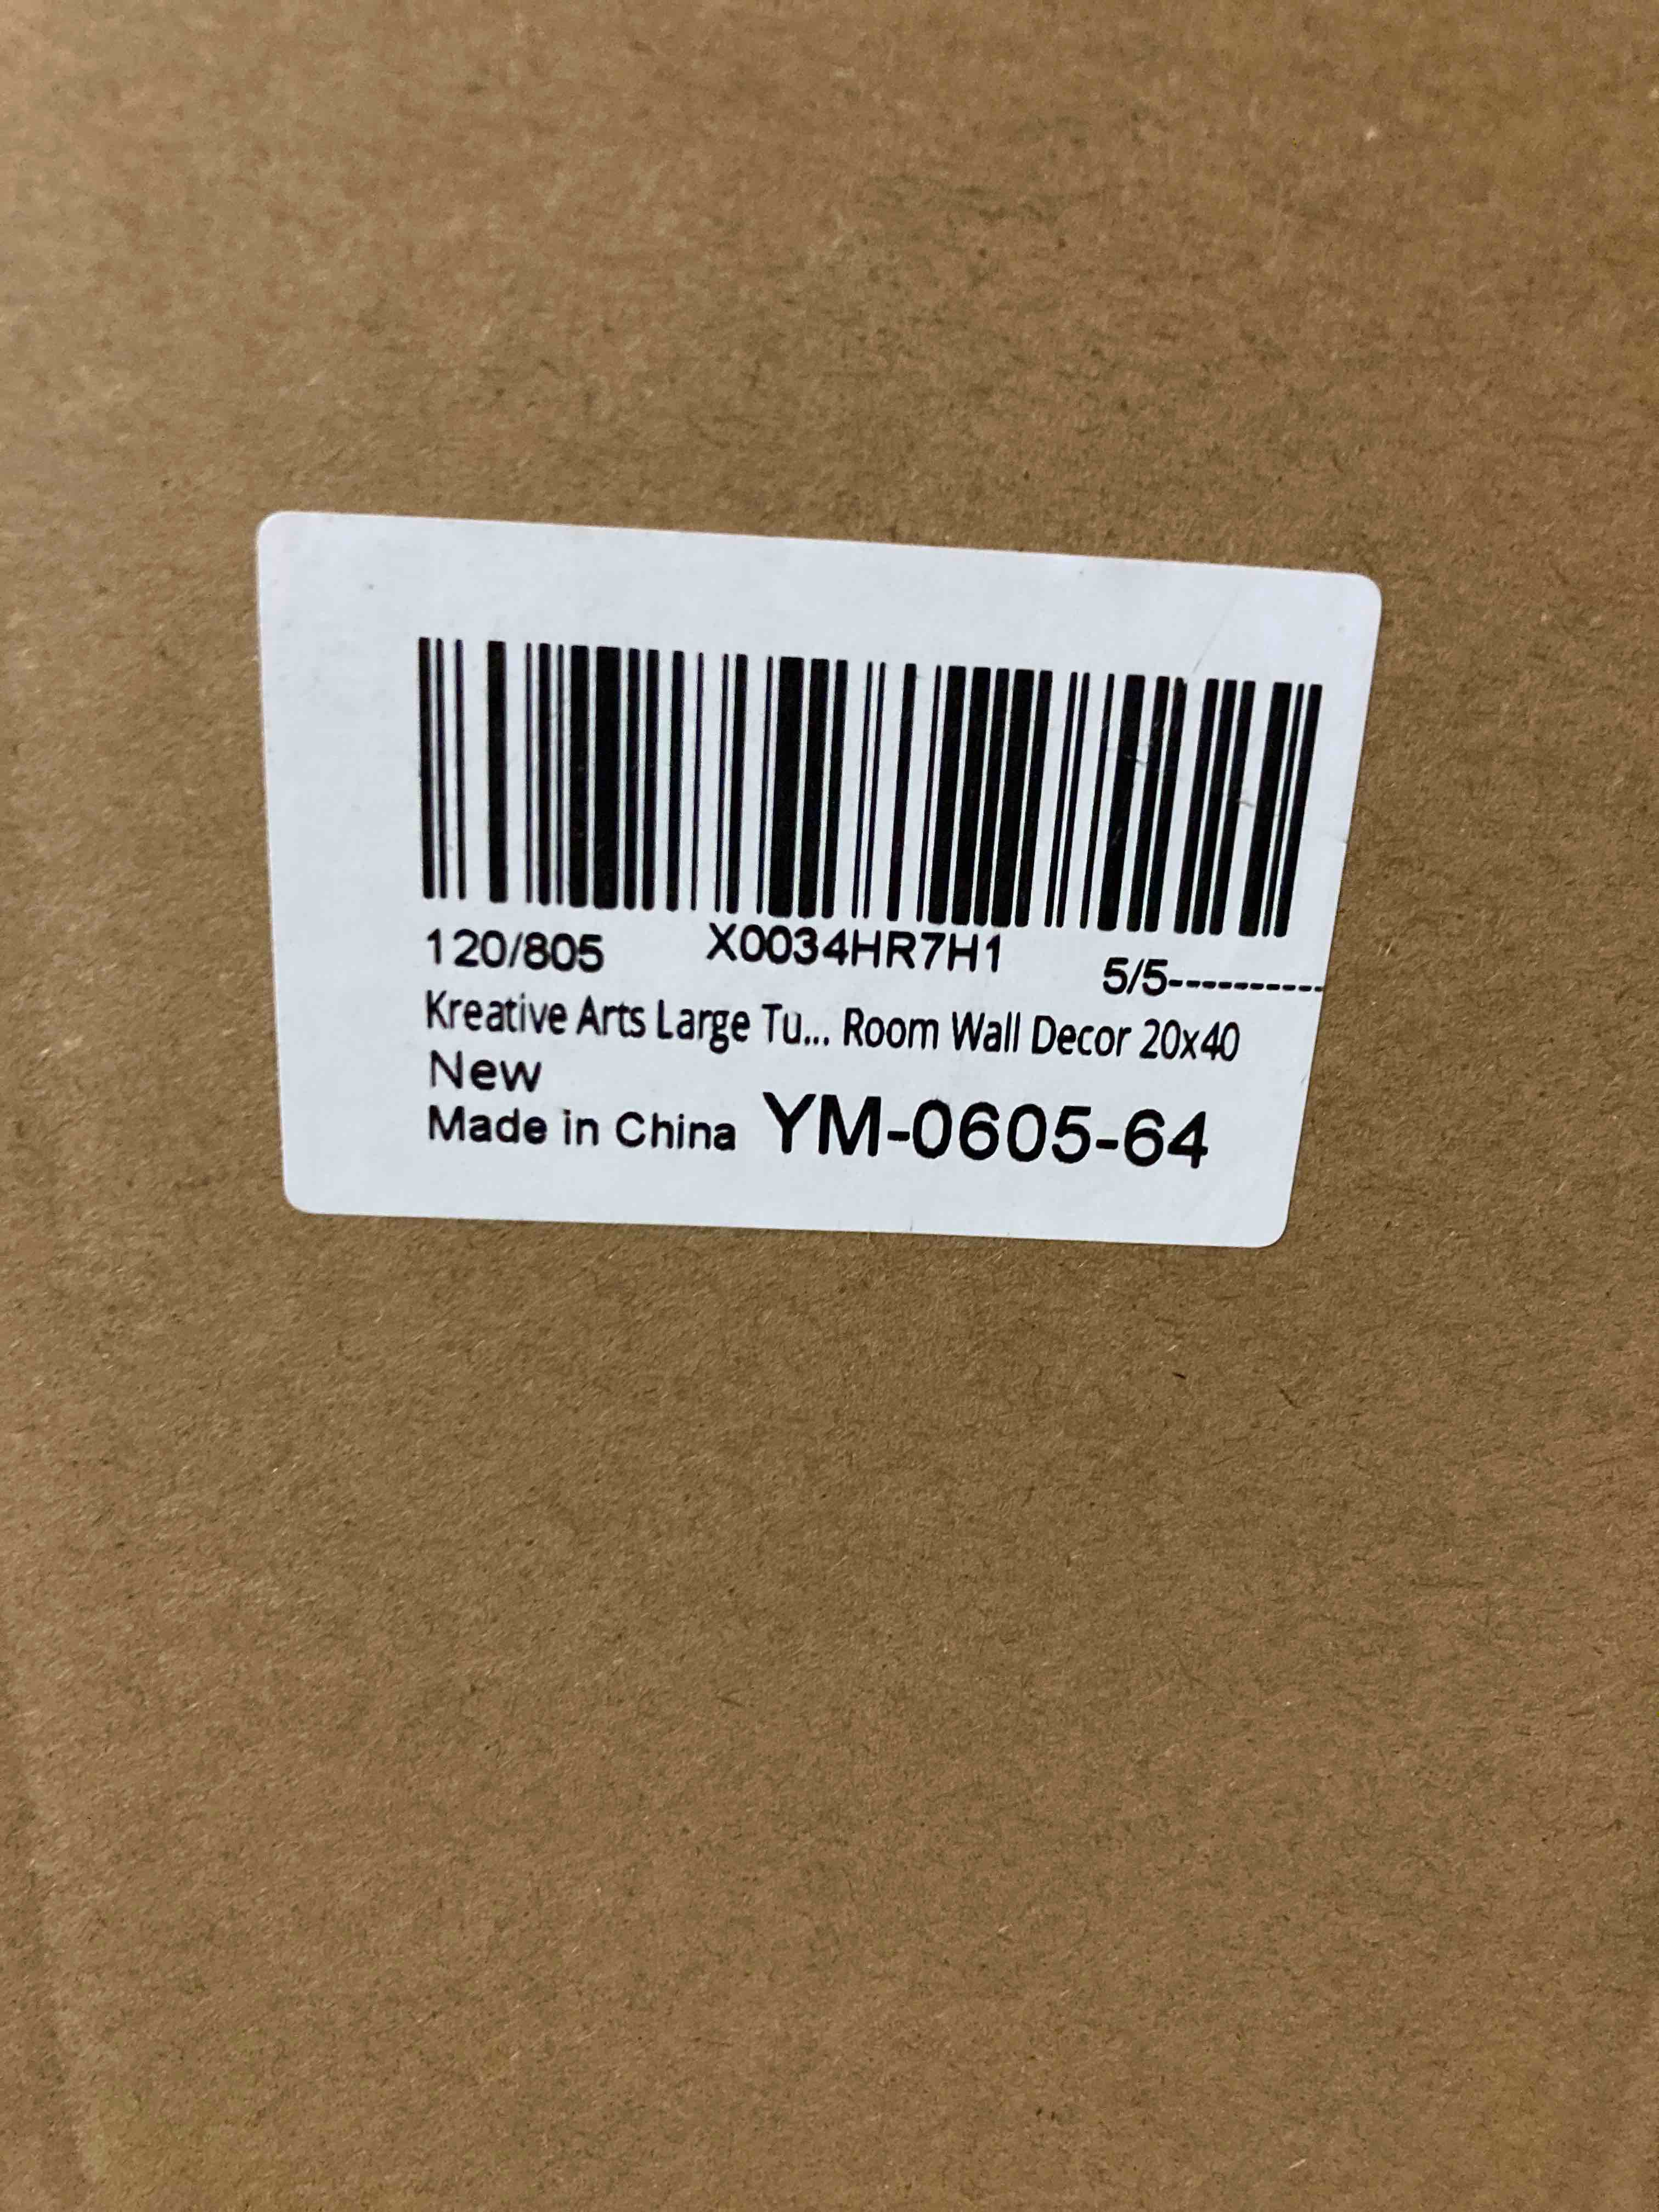 120/805 X0034HR7H1 5/5----------
Kreative Arts Large Tu... Room Wall Decor 20x40
New
Made in China YM-0605-64